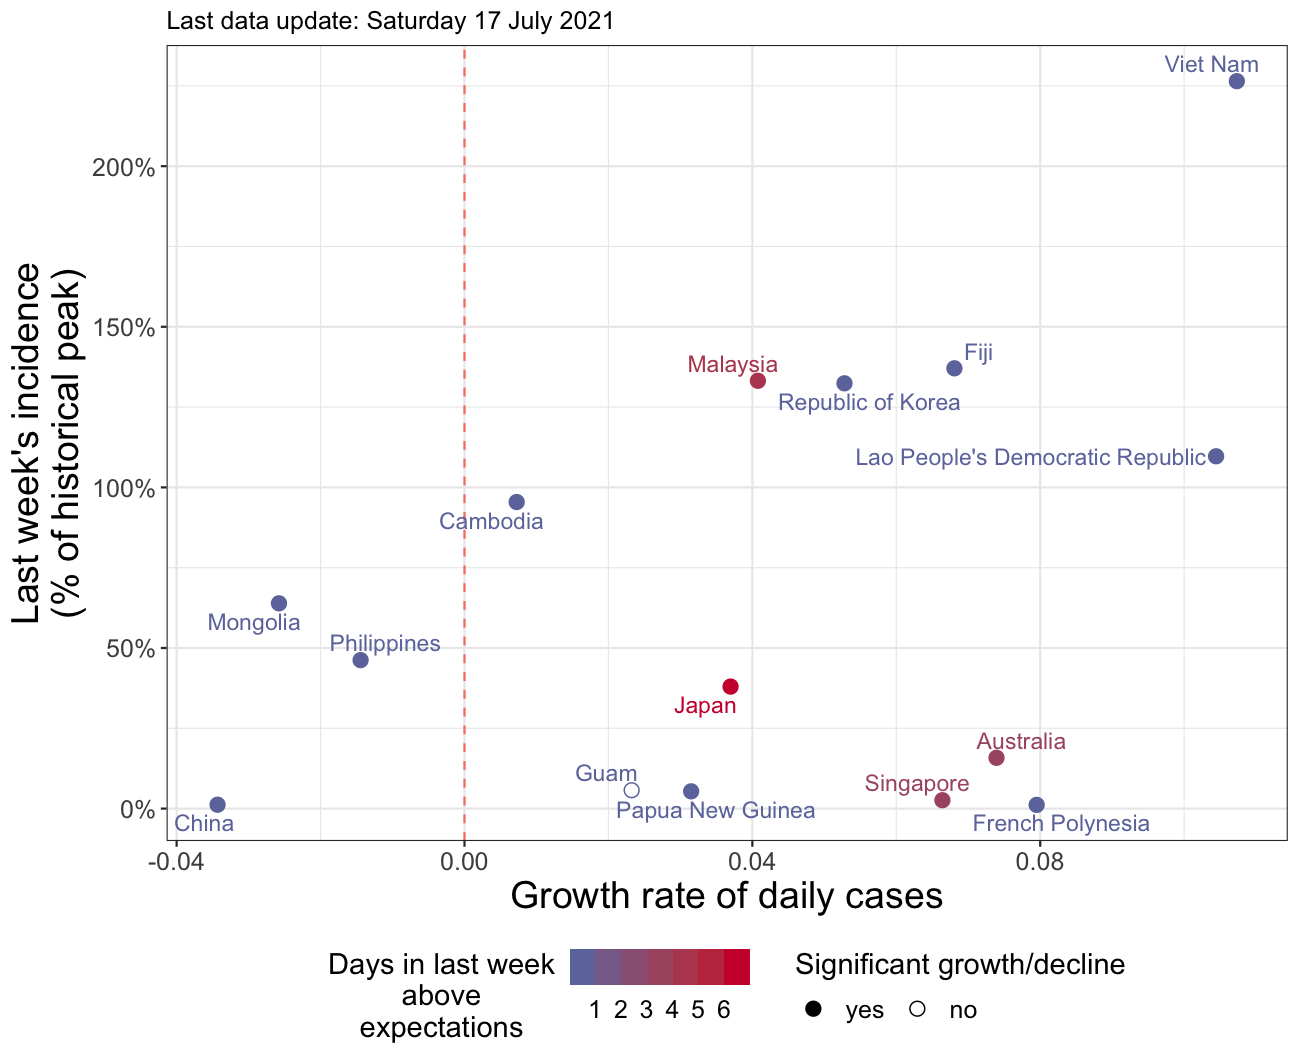 Last data update: Saturday 17 July 2021
Viet Nam
200%
150%
Fiji
Malaysia
Republic of Korea
Lao People's Democratic Republic
100%
Cambodia
Mongolia
Philippines
50%
Japan
Australia
Guam
Singapore
Papua New Guinea
0%
China
French Polynesia
Last week's incidence
(% of historical peak)
-0.04 0.00 0.04 0.08
Growth rate of daily cases
Days in last week
above
expectations
1 2 3 4 5 6
Significant growth/decline
yes no